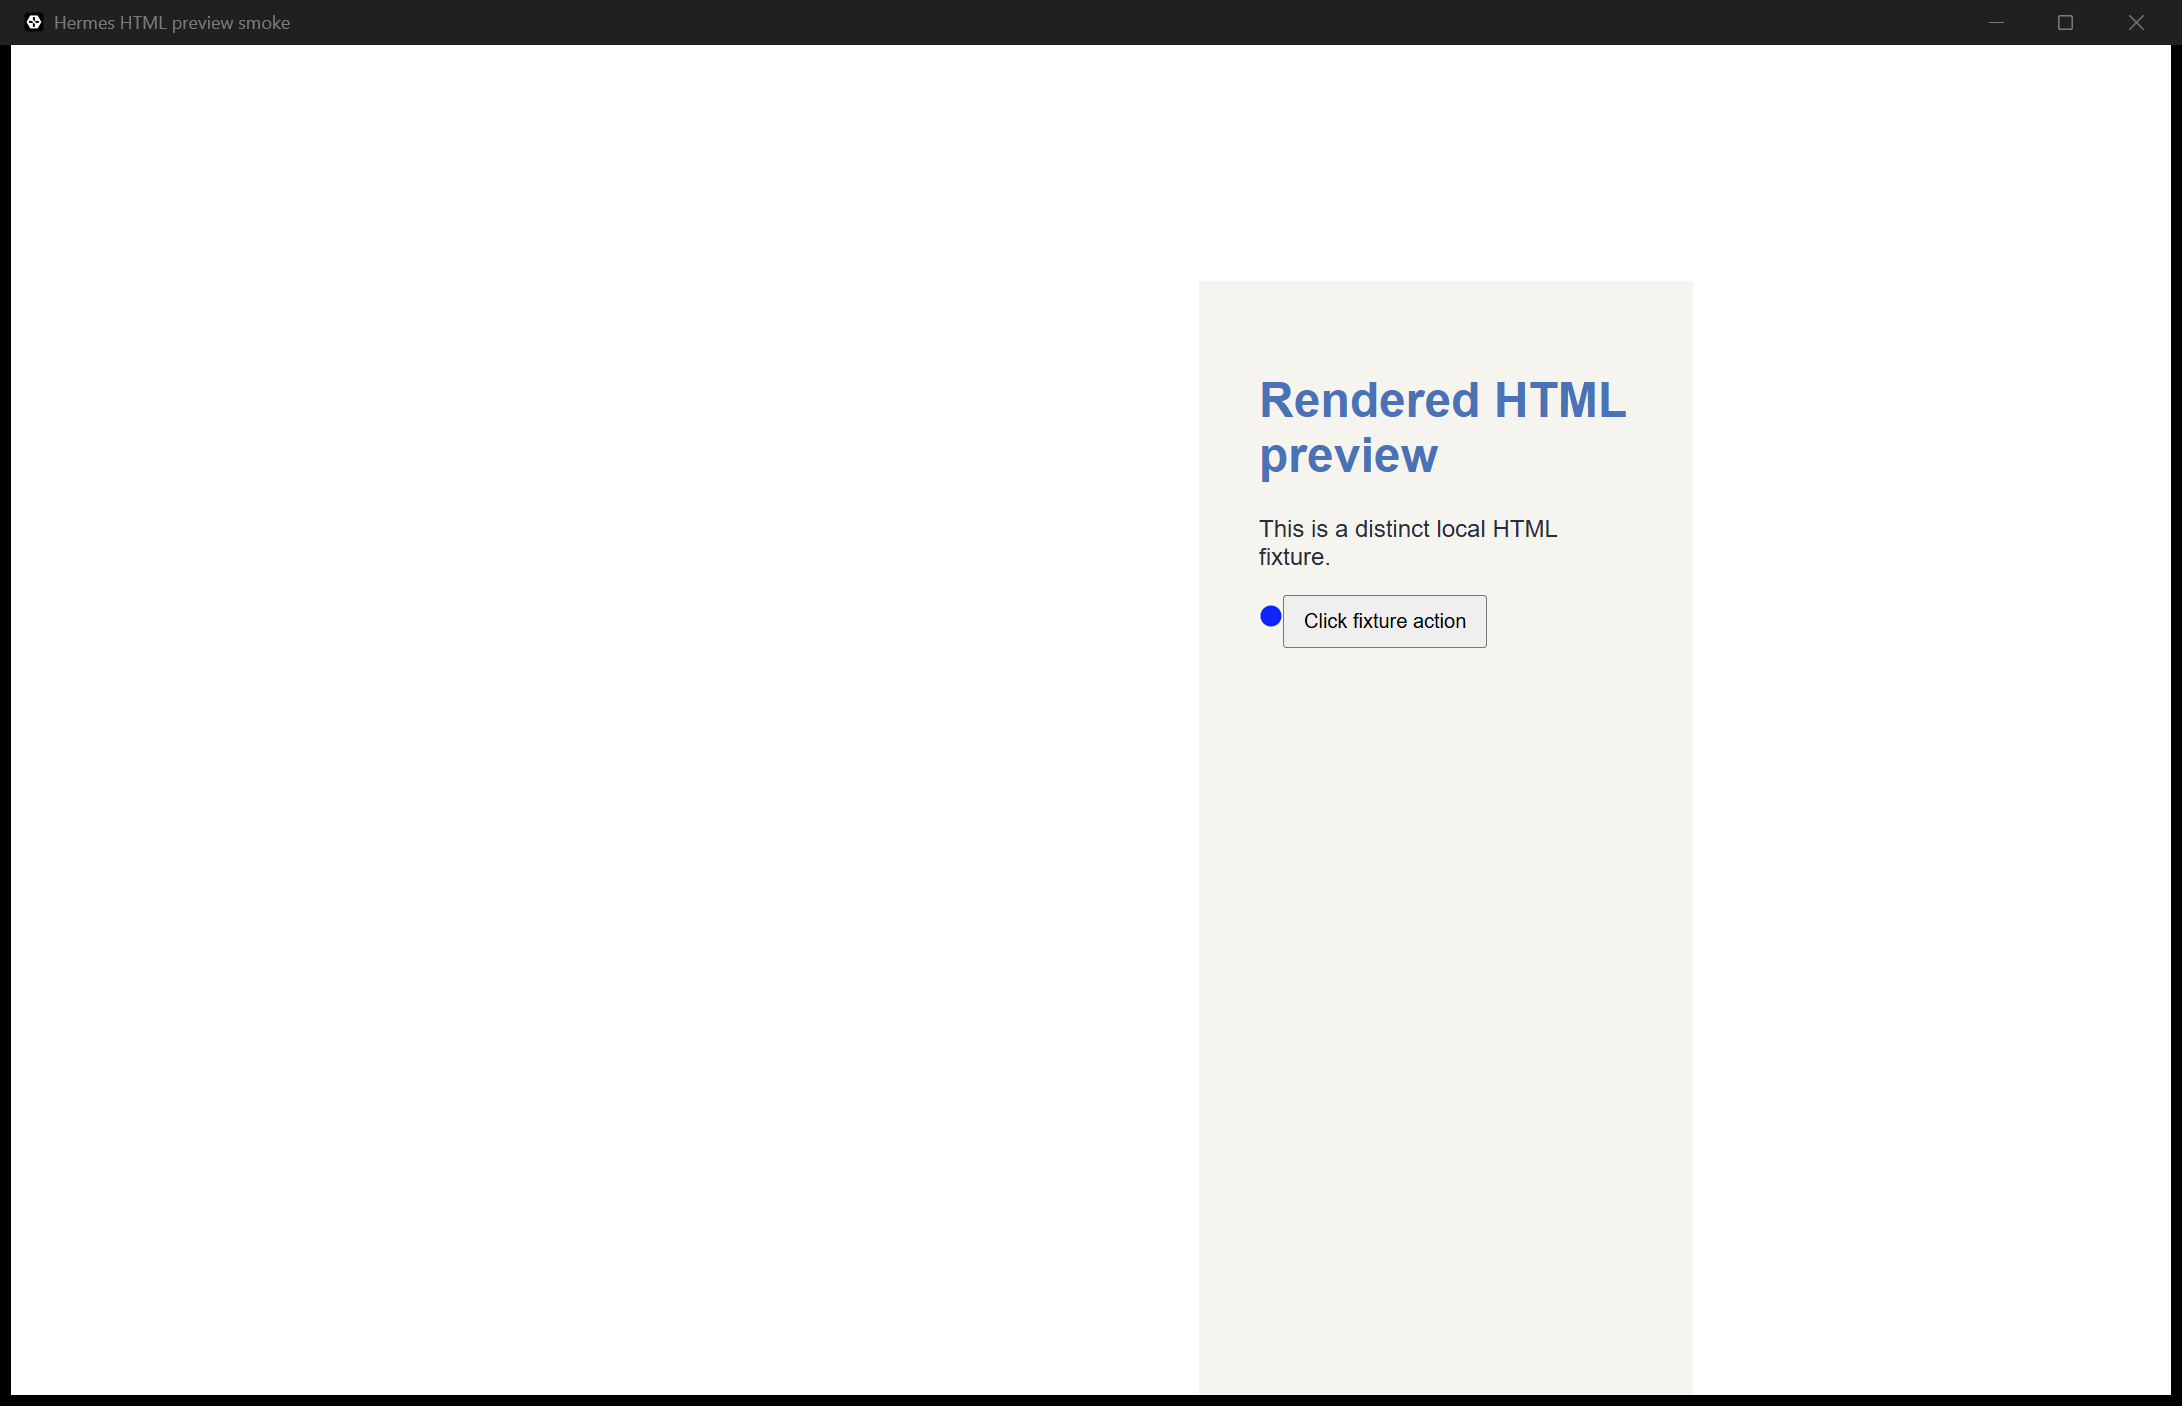 Hermes HTML preview smoke
Rendered HTML
preview
This is a distinct local HTML
fixture.
Click fixture action